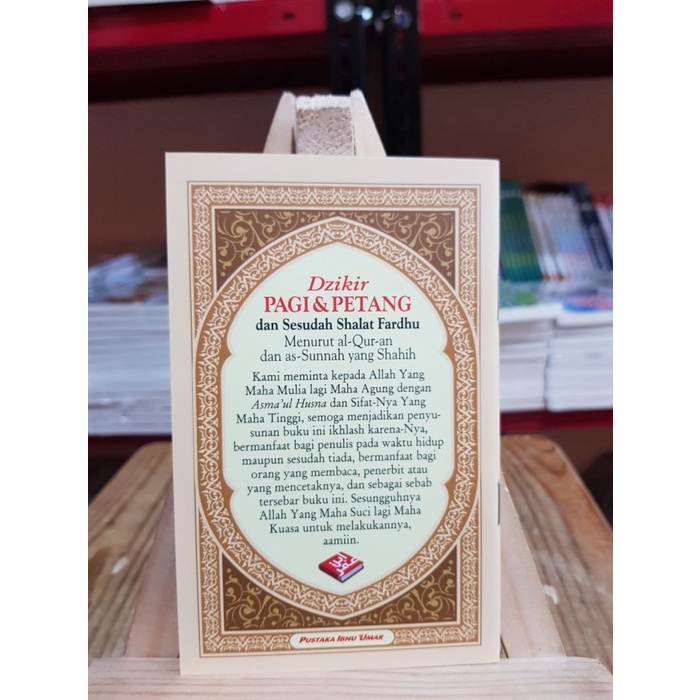 Dzikir
PAGI & PETANG
dan Sesudah Shalat Fardhu
Menurut al-Qur-an
dan as-Sunnah yang Shahih
Kami meminta kepada Allah Yang
Maha Mulia lagi Maha Agung dengan
Asma'ul Husna dan Sifat-Nya Yang
Maha Tinggi, semoga menjadikan penyu-
sunan buku ini ikhlash karena-Nya,
bermanfaat bagi penulis pada waktu hidup
maupun sesudah tiada, bermanfaat bagi
orang yang membaca, penerbit atau
yang mencetaknya, dan sebagai sebab
tersebar buku ini. Sesungguhnya
Allah Yang Maha Suci lagi Maha
Kuasa untuk melakukannya,
aamiin.
PUSTAKA IBNU 'UMAR